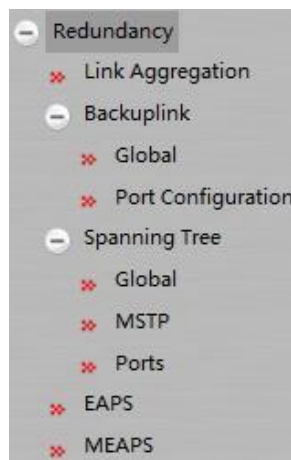 Redundancy
Link Aggregation
Backuplink
Global
Port Configuration
Spanning Tree
Global
MSTP
Ports
EAPS
MEAPS